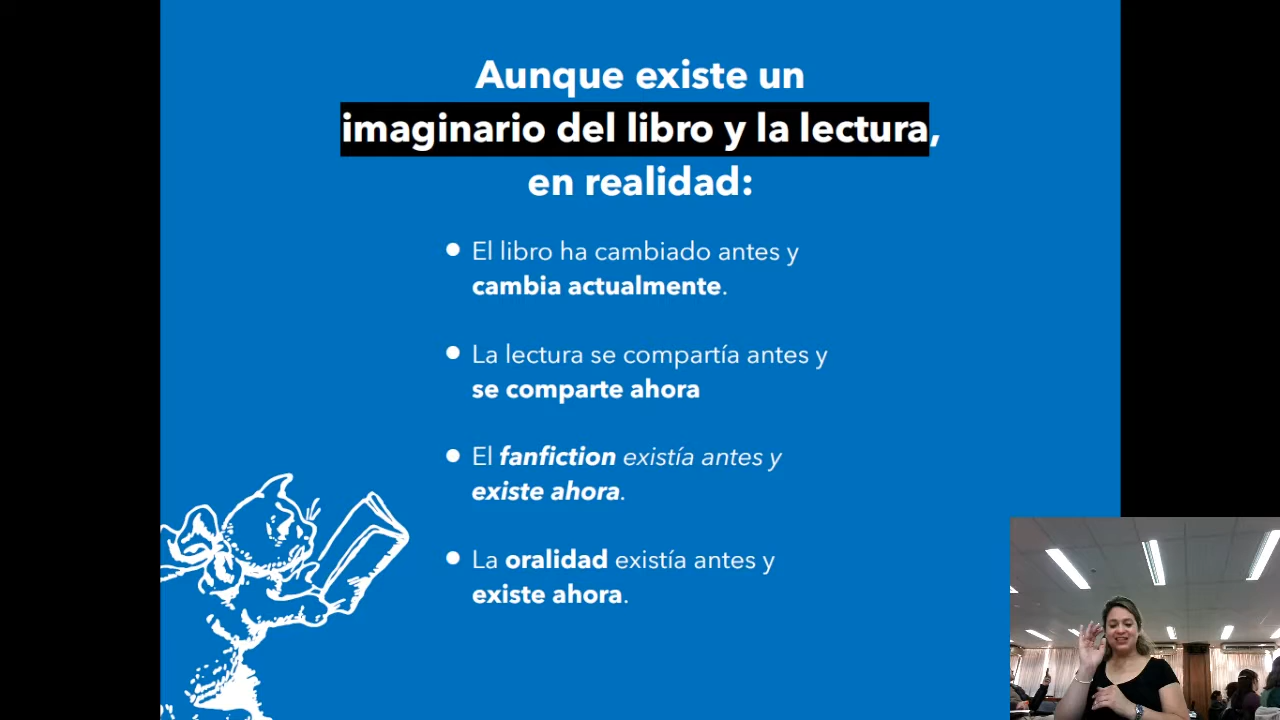 Aunque existe un
imaginario del libro y la lectura,
en realidad:
El libro ha cambiado antes y
cambia actualmente.
La lectura se compartía antes y
se comparte ahora
El fanfiction existía antes y
existe ahora.
La oralidad existía antes y
existe ahora.